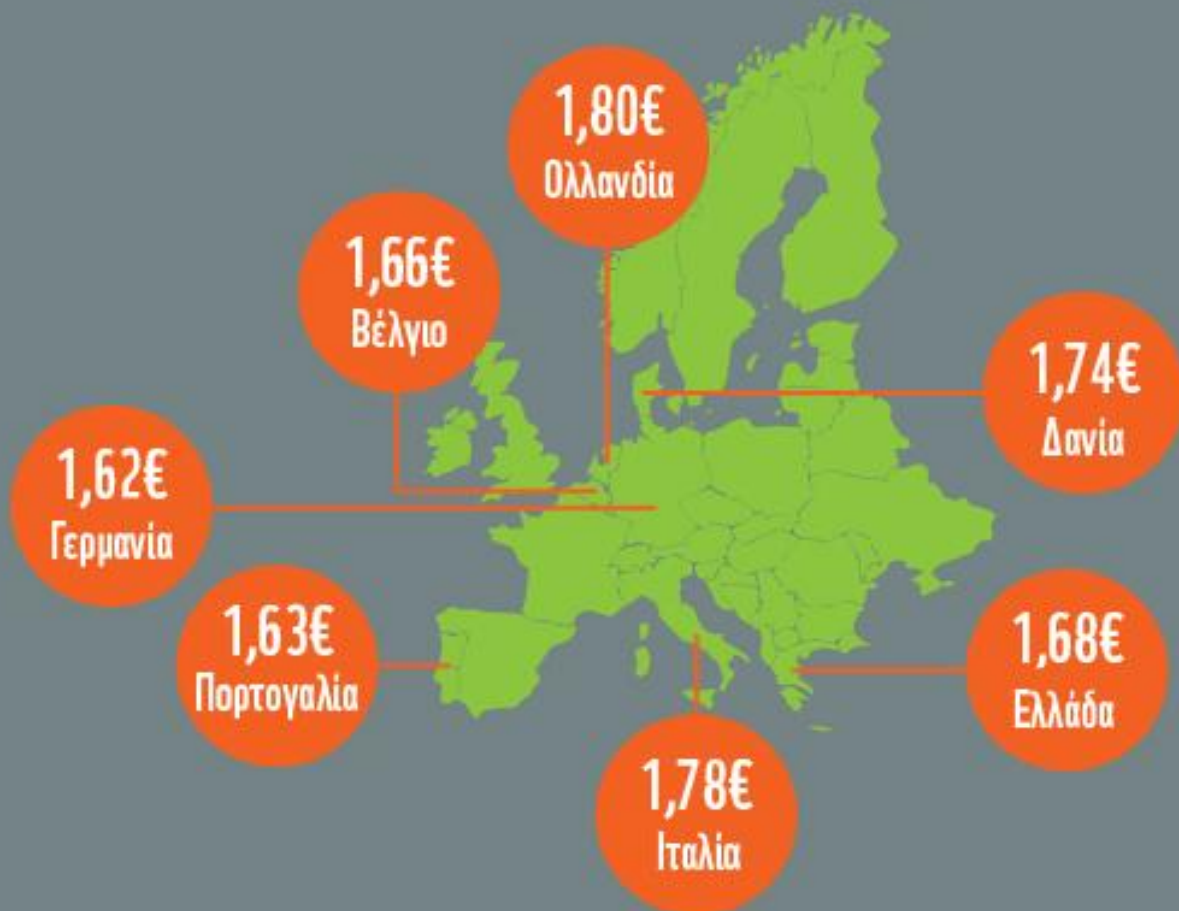 1,80€
Ολλανδία
1,66€
Βέλγιο
1,74€
Δανία
1,62€
Γερμανία
1,63€
Πορτογαλία
1,68€
Ελλάδα
1,78€
Ιταλία